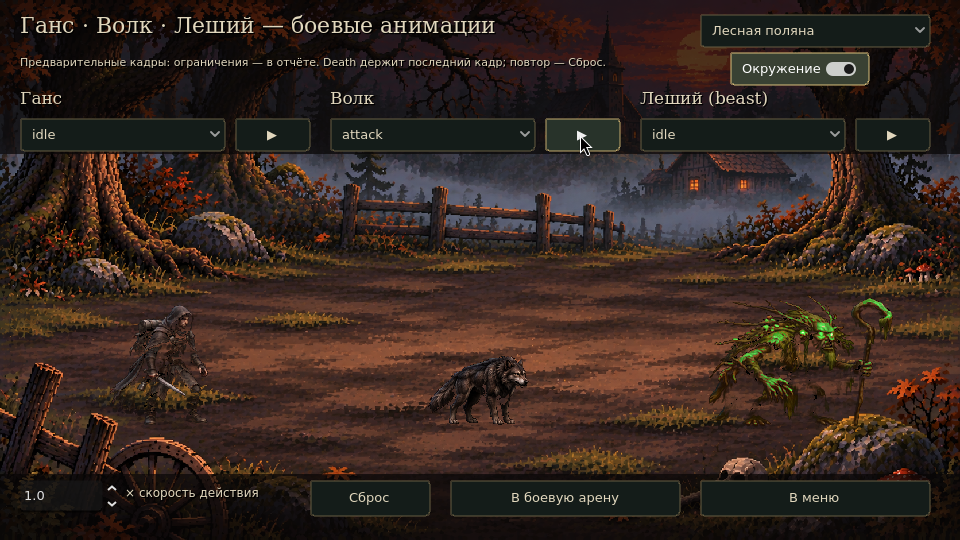 Ганс · Волк · Леший — боевые анимации
Лесная поляна
Предварительные кадры: ограничения — в отчёте. Death держит последний кадр; повтор — Сброс.
Окружение
Ганс
Волк
Леший (beast)
idle
attack
idle
1.0
× скорость действия
Сброс
В боевую арену
В меню